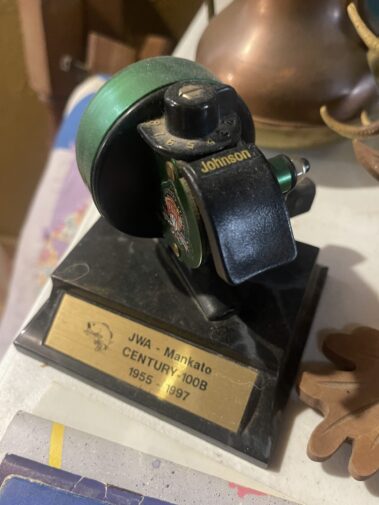 Johnson
JWA - Mankato
CENTURY-100B
1955 - 1997